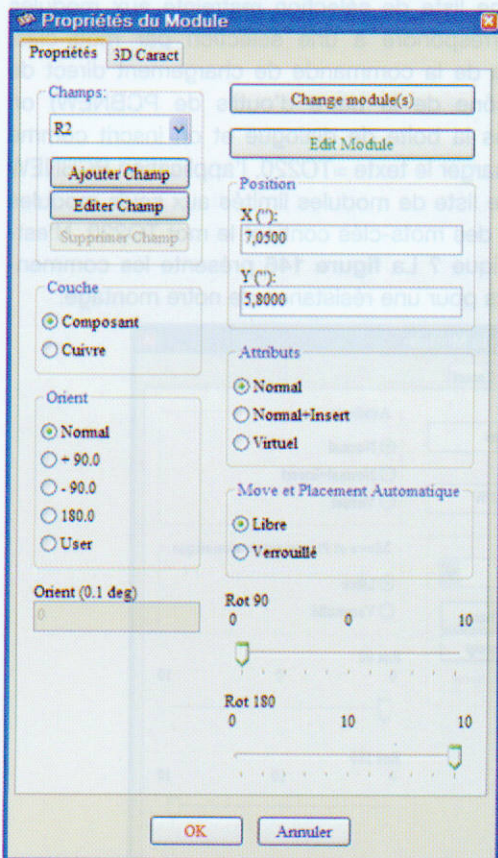 Propriétés du Module
Propriétés
3D Caract
Champs:
R2
Ajouter Champ
Editer Champ
Supprimer Champ
Couche
Composant
Cuivre
Orient
Normal
+ 90.0
- 90.0
180.0
User
Orient (0.1 deg)
0
Change module(s)
Edit Module
Position
X ("):
7,0500
Y ("):
5,8000
Attributs
Normal
Normal+Insert
Virtuel
Move et Placement Automatique
Libre
Verrouillé
Rot 90
0 0 10
Rot 180
0 10 10
OK
Annuler